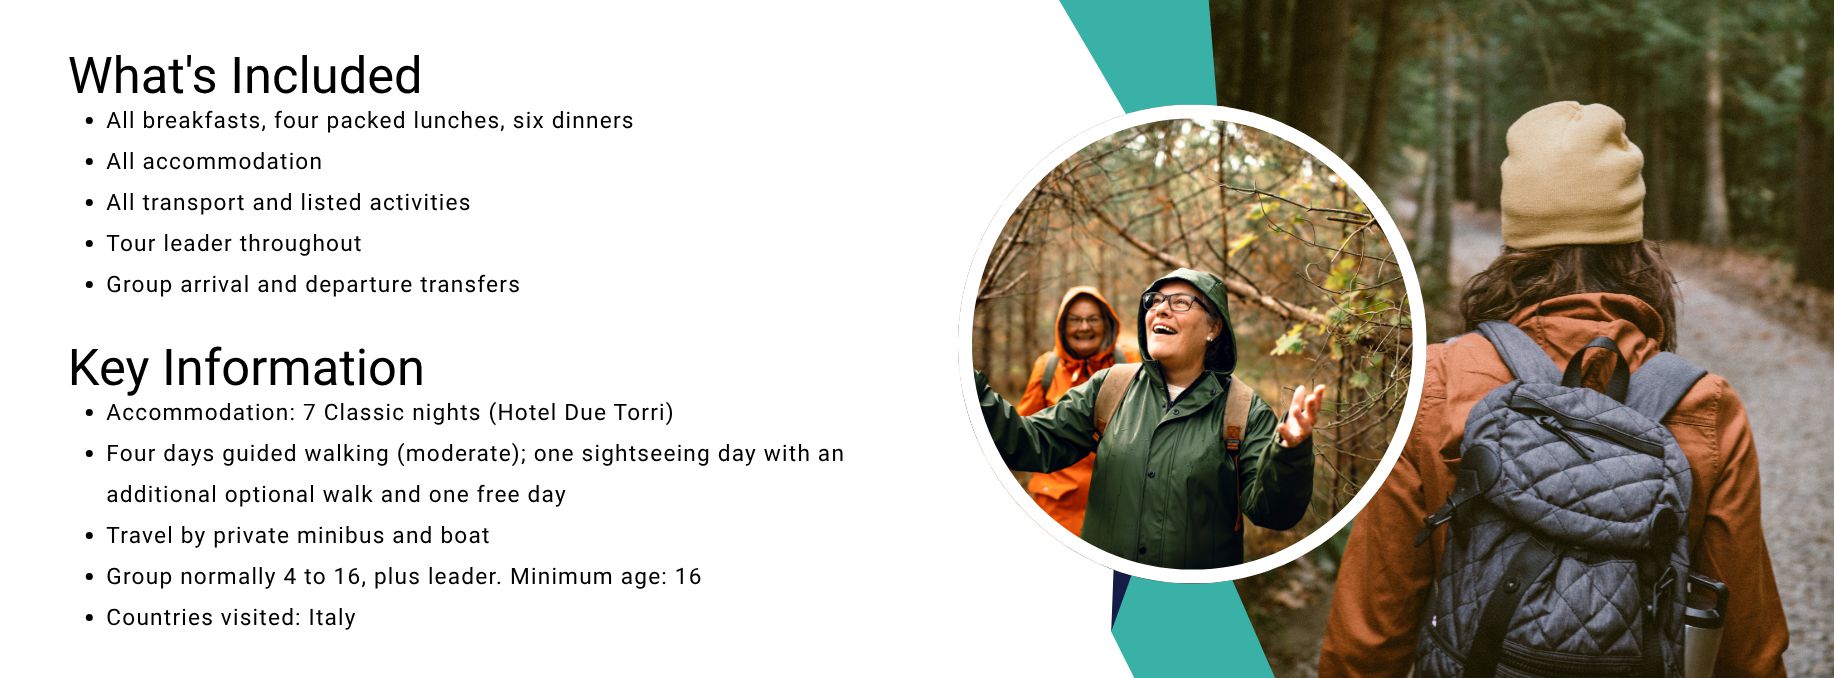 What's Included
• All breakfasts, four packed lunches, six dinners
• All accommodation
• All transport and listed activities
• Tour leader throughout
• Group arrival and departure transfers
Key Information
• Accommodation: 7 Classic nights (Hotel Due Torri)
• Four days guided walking (moderate); one sightseeing day with an
additional optional walk and one free day
• Travel by private minibus and boat
• Group normally 4 to 16, plus leader. Minimum age: 16
• Countries visited: Italy